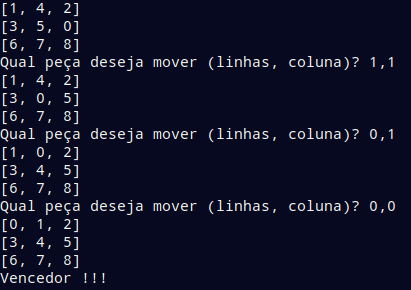 [1, 4, 2]
[3, 5, 0]
[6, 7, 8]
Qual peça deseja mover (linhas, coluna)? 1,1
[1, 4, 2]
[3, 0, 5]
[6, 7, 8]
Qual peça deseja mover (linhas, coluna)? 0,1
[1, 0, 2]
[3, 4, 5]
[6, 7, 8]
Qual peça deseja mover (linhas, coluna)? 0,0
[0, 1, 2]
[3, 4, 5]
[6, 7, 8]
Vencedor !!!